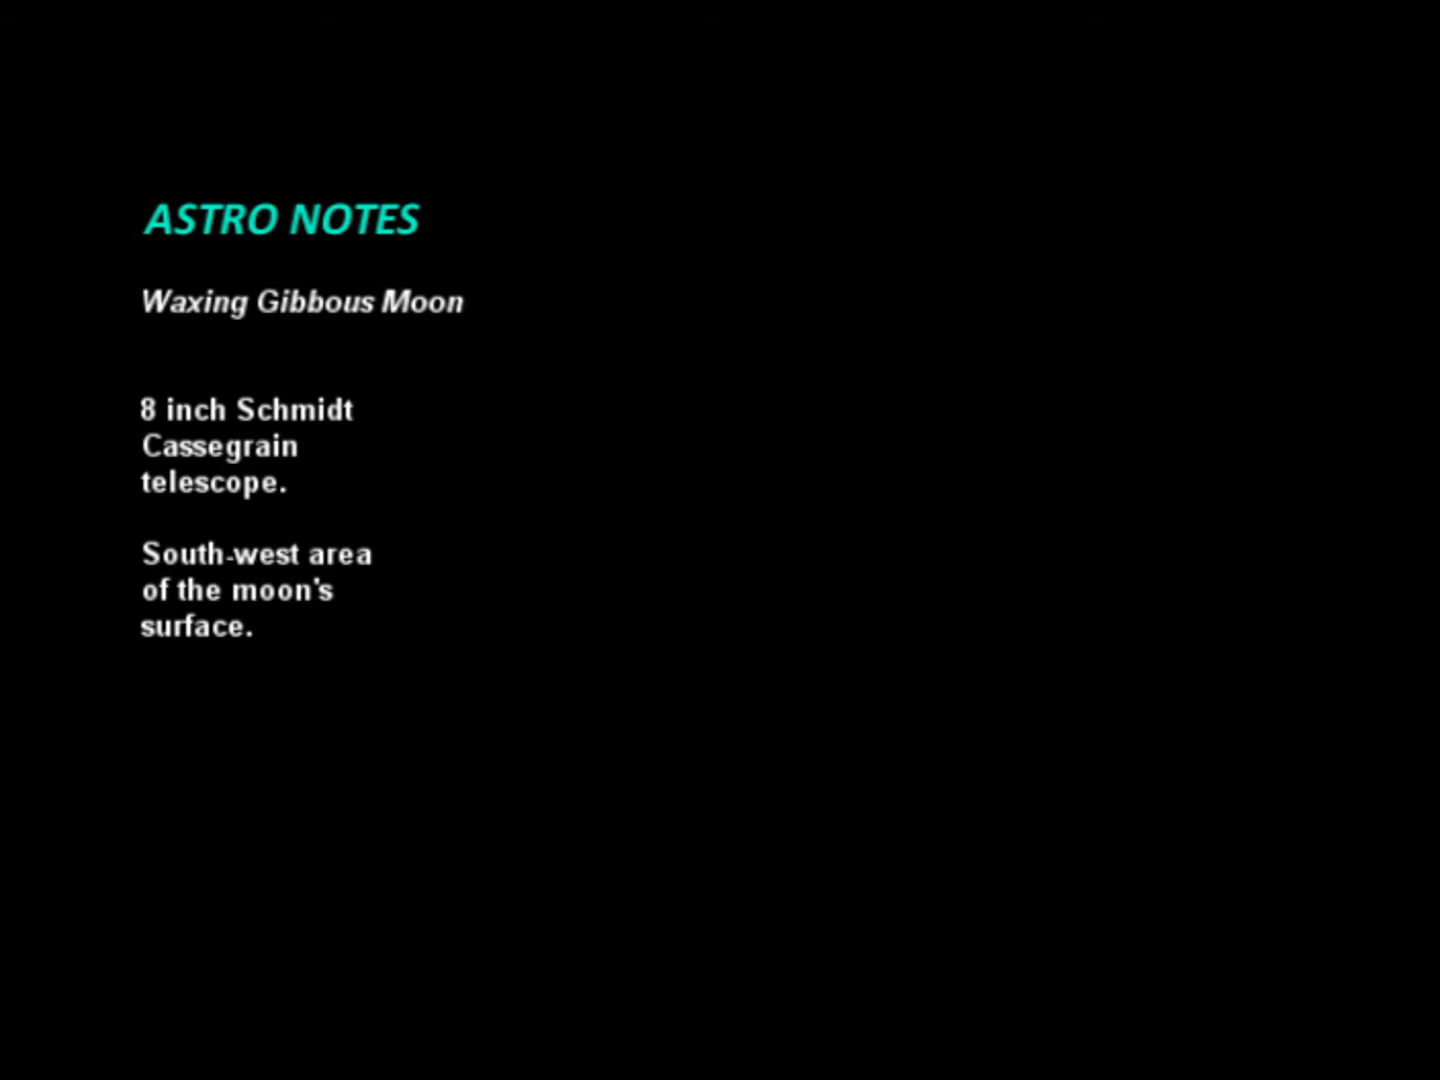 ASTRO NOTES
Waxing Gibbous Moon
8 inch Schmidt
Cassegrain
telescope.
South-west area
of the moon's
surface.